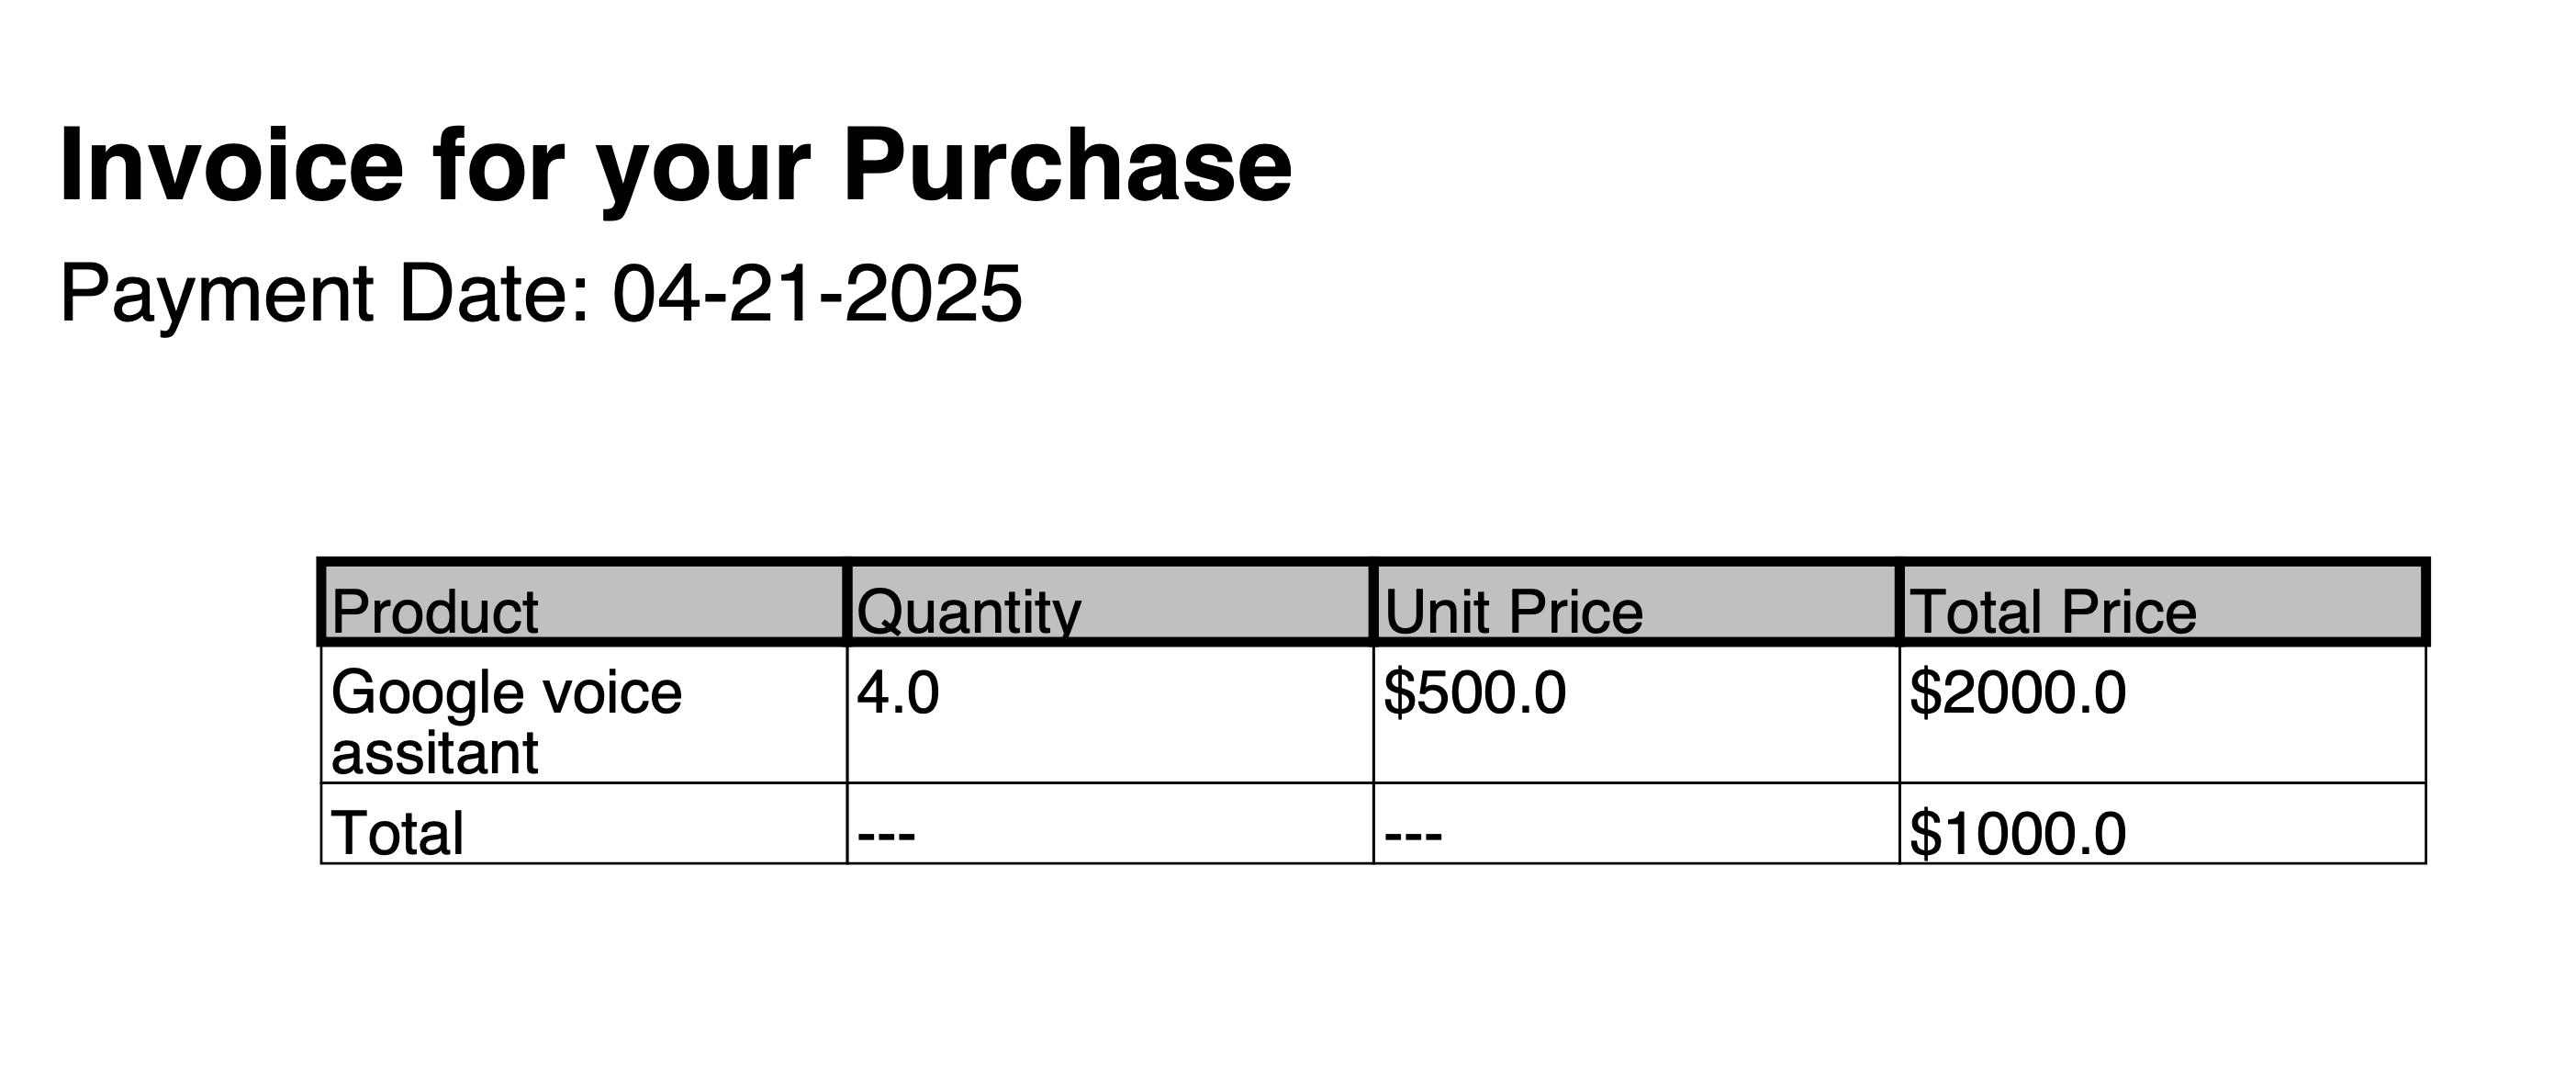 Invoice for your Purchase
Payment Date: 04-21-2025
Product Quantity Unit Price Total Price
Google voice 4.0 $500.0 $2000.0
assitant
Total --- --- $1000.0